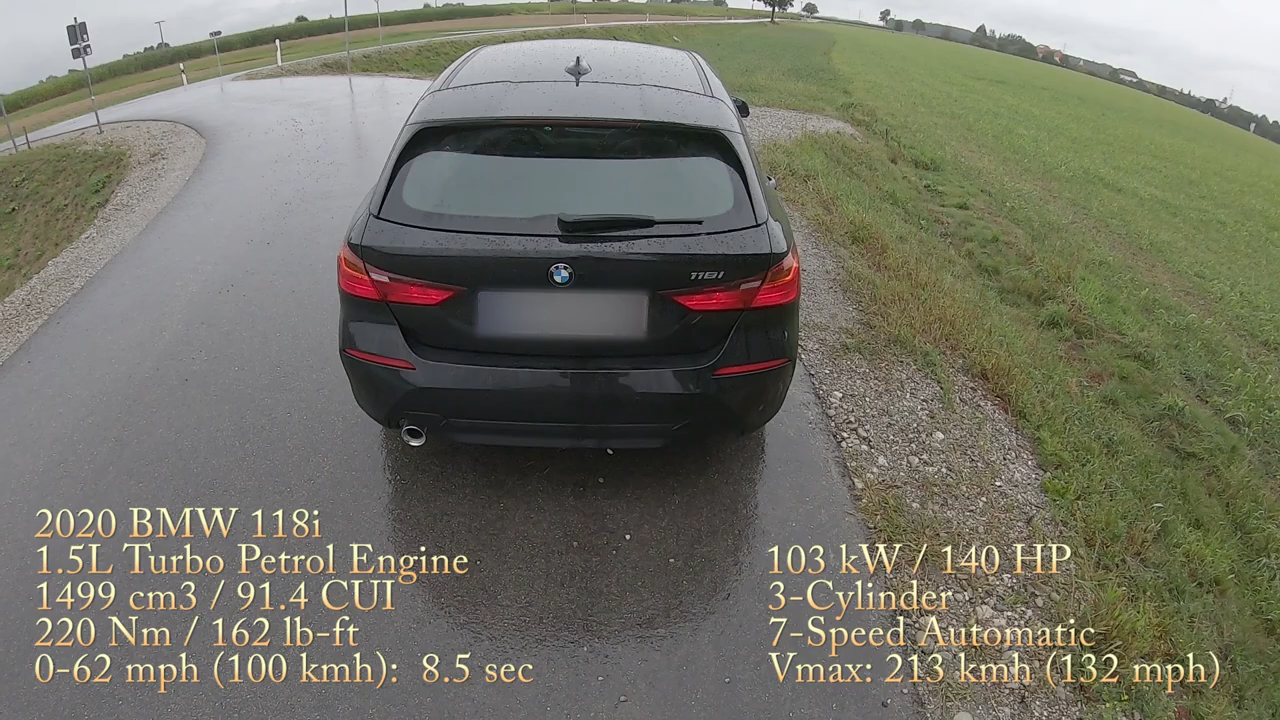 118i
2020 BMW 118i
1.5L Turbo Petrol Engine
1499 cm3 / 91.4 CUI
220 Nm / 162 lb-ft
0-62 mph (100 kmh):  8.5 sec
103 kW / 140 HP
3-Cylinder
7-Speed Automatic
Vmax: 213 kmh (132 mph)